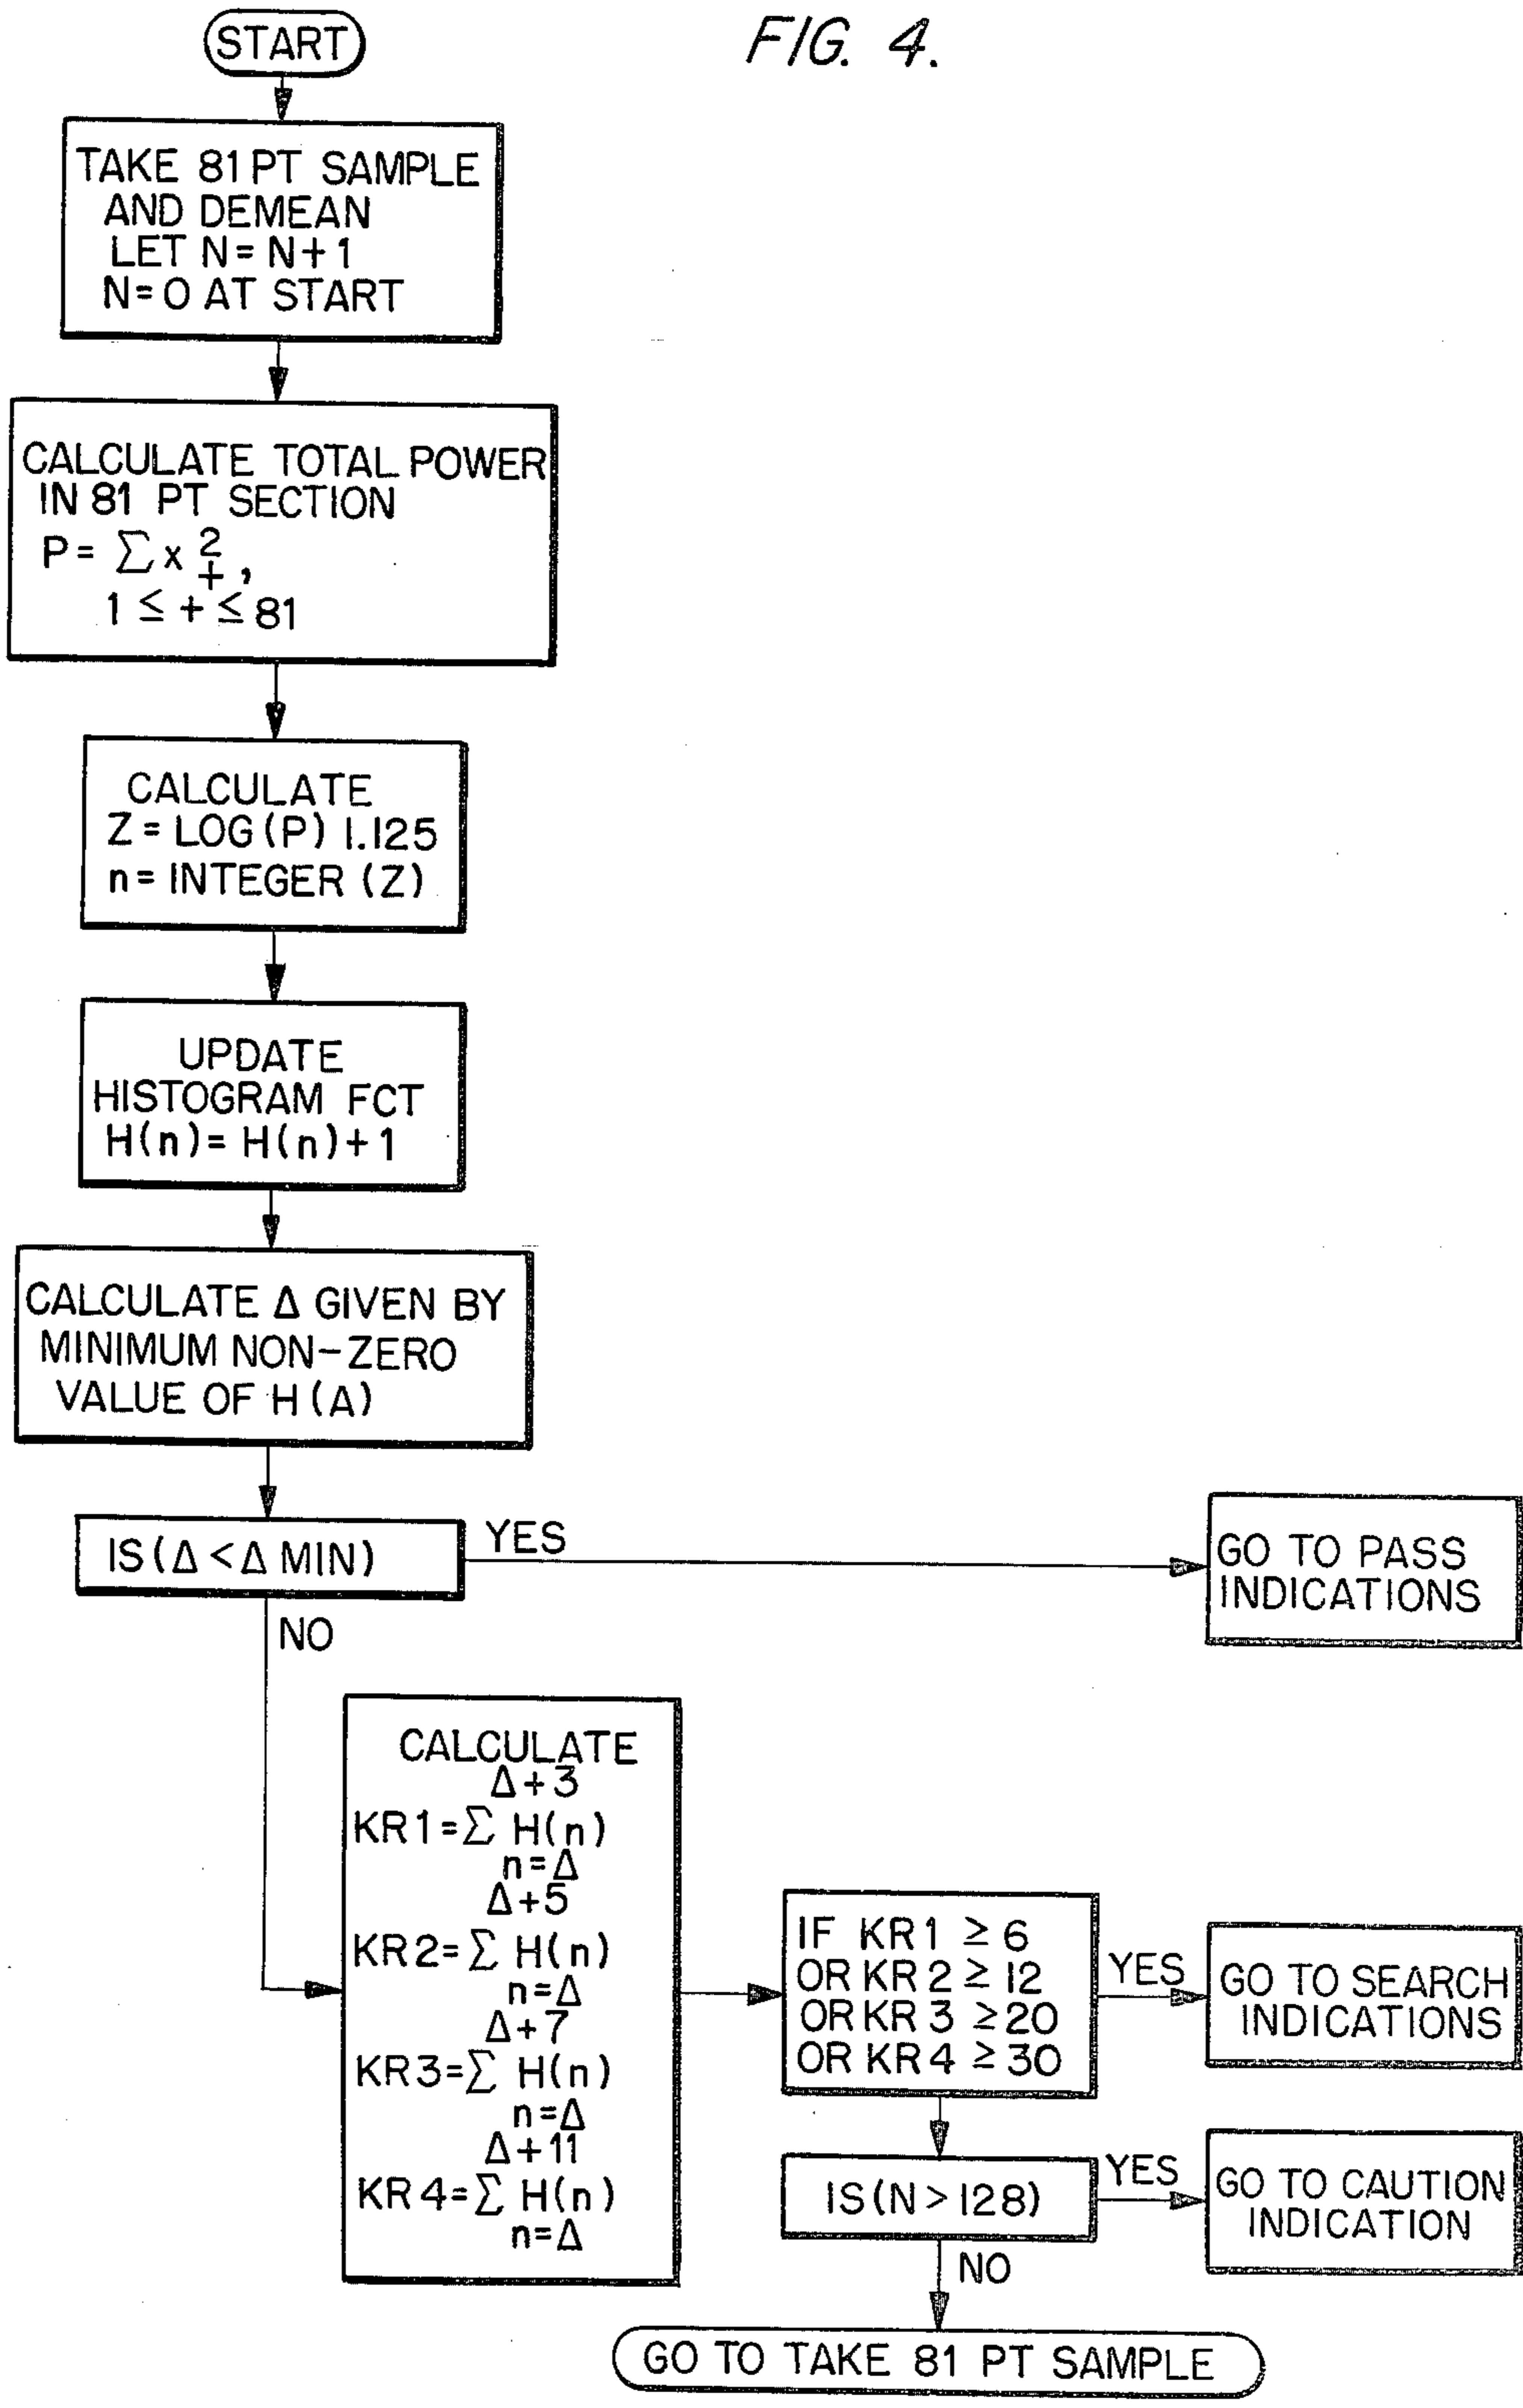 FIG. 4.
START
TAKE 81 PT SAMPLE
AND DEMEAN
LET N = N + 1
N = 0 AT START
CALCULATE TOTAL POWER
IN 81 PT SECTION
P = ∑ x 2
+ ,
1 ≤ + ≤ 81
CALCULATE
Z = LOG (P) 1.125
n = INTEGER (Z)
UPDATE
HISTOGRAM FCT
H(n) = H(n) + 1
CALCULATE Δ GIVEN BY
MINIMUM NON-ZERO
VALUE OF H (A)
IS (Δ < Δ MIN)
YES
GO TO PASS
INDICATIONS
NO
CALCULATE
Δ+3
KR1 = ∑ H(n)
n = Δ
Δ+5
KR2 = ∑ H(n)
n = Δ
Δ+7
KR3 = ∑ H(n)
n = Δ
Δ+11
KR4 = ∑ H(n)
n = Δ
IF KR1 ≥ 6
OR KR2 ≥ 12
OR KR3 ≥ 20
OR KR4 ≥ 30
YES
GO TO SEARCH
INDICATIONS
IS (N > 128)
YES
GO TO CAUTION
INDICATION
NO
GO TO TAKE 81 PT SAMPLE